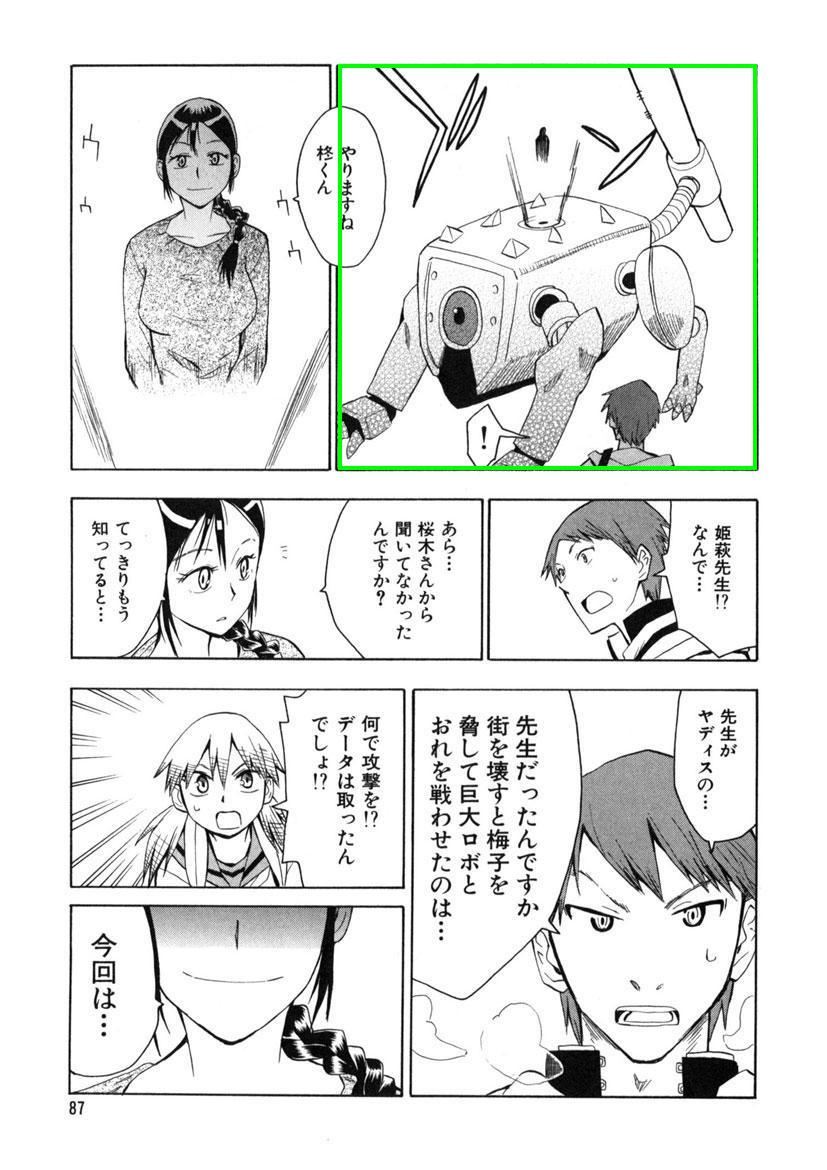 ！
やりますね
柊くん
姫萩先生!?
なんで…
あら…
桜木さんから
聞いてなかった
んですか？
てっきりもう
知ってると…
先生が
ヤディスの…
先生だったんですか
街を壊すと梅子を
脅して巨大ロボと
おれを戦わせたのは…
何で攻撃を!?
データは取ったん
でしょ!?
今回は…
87